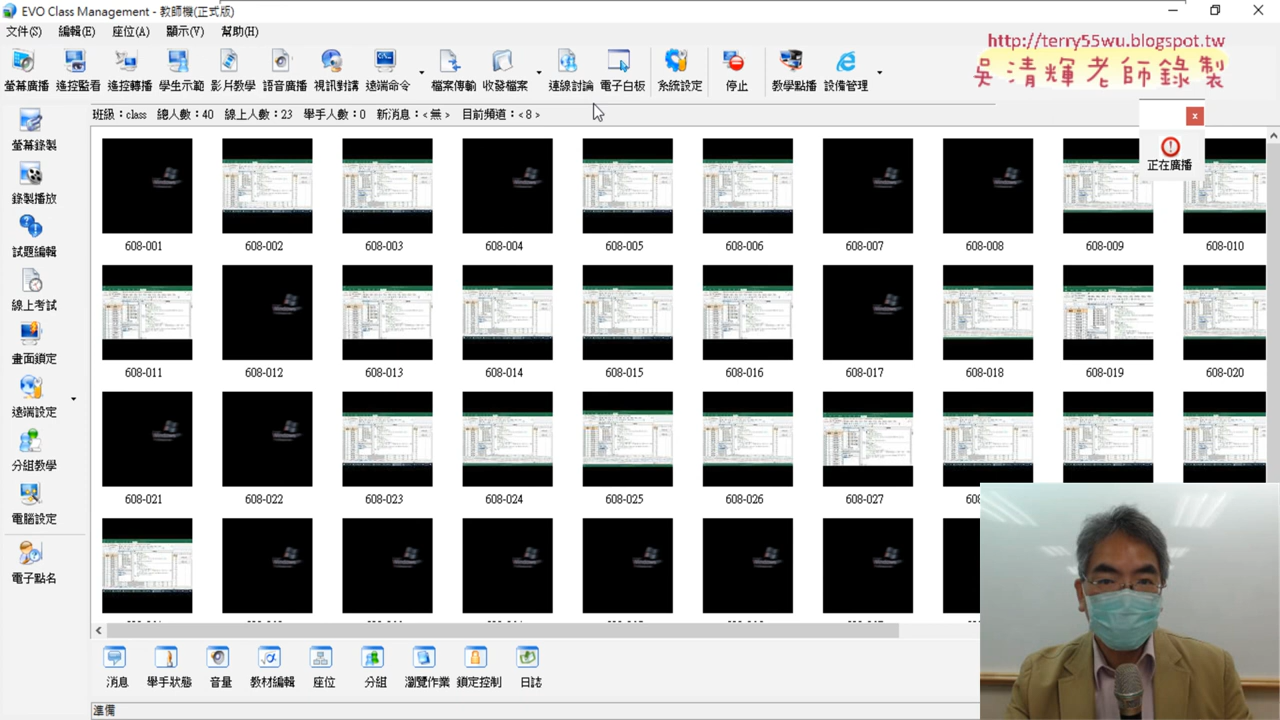 EVO Class Management - 教師機(正式版)
文件(S) 編輯(E) 座位(A) 顯示(V) 幫助(H)
http://terry55wu.blogspot.tw
吳清輝老師錄製
螢幕廣播 遙控監看 遙控轉播 學生示範 影片教學 語音廣播 視訊對講 遠端命令 檔案傳輸 收發檔案 連線討論 電子白板 系統設定 停止 教學點播 設備管理
班級：class 總人數：40 線上人數：23 舉手人數：0 新消息：<無> 目前頻道：<8>
正在廣播
螢幕錄製
錄製播放
試題編輯
線上考試
畫面鎖定
遠端設定
分組教學
電腦設定
電子點名
608-001 608-002 608-003 608-004 608-005 608-006 608-007 608-008 608-009 608-010
608-011 608-012 608-013 608-014 608-015 608-016 608-017 608-018 608-019 608-020
608-021 608-022 608-023 608-024 608-025 608-026 608-027
消息 舉手狀態 音量 教材編輯 座位 分組 瀏覽作業 鎖定控制 日誌
準備